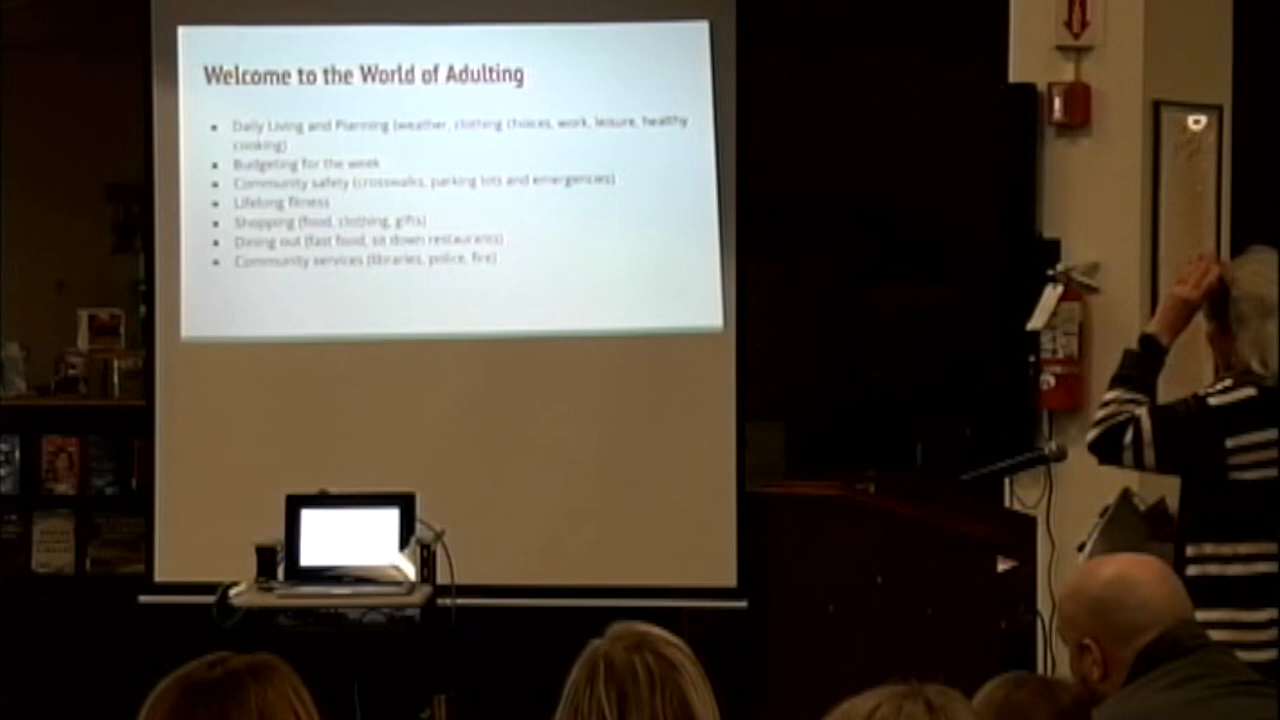 Welcome to the World of Adulting
• Daily Living and Planning (weather, clothing choices, work, leisure, healthy
cooking)
• Budgeting for the week
• Community safety (crosswalks, parking lots and emergencies)
• Lifelong fitness
• Shopping (food, clothing, gifts)
• Dining out (fast food, sit down restaurants)
• Community services (libraries, police, fire)